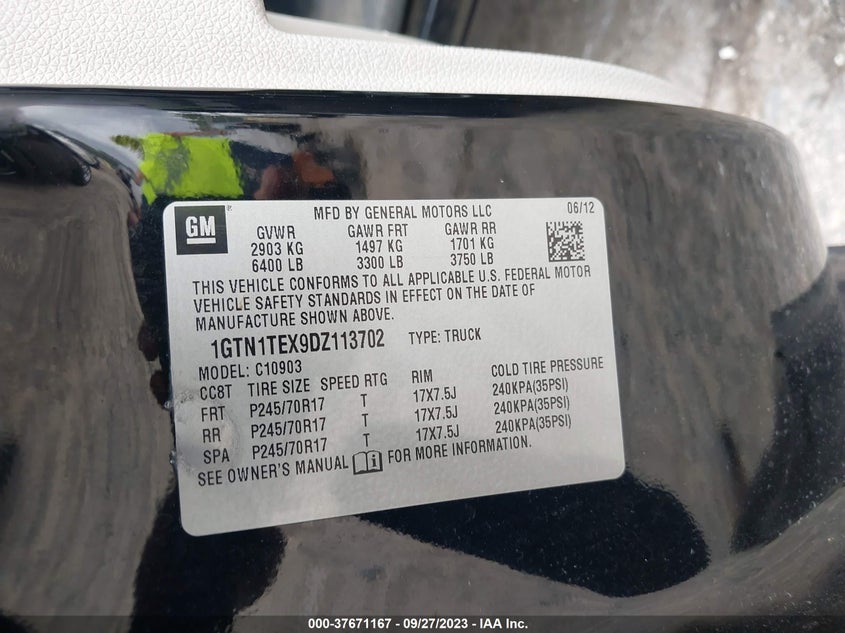 GM
MFD BY GENERAL MOTORS LLC 06/12
GVWR GAWR FRT GAWR RR
2903 KG 1497 KG 1701 KG
6400 LB 3300 LB 3750 LB
THIS VEHICLE CONFORMS TO ALL APPLICABLE U.S. FEDERAL MOTOR
VEHICLE SAFETY STANDARDS IN EFFECT ON THE DATE OF
MANUFACTURE SHOWN ABOVE.
1GTN1TEX9DZ113702 TYPE: TRUCK
MODEL: C10903
CC8T TIRE SIZE SPEED RTG RIM COLD TIRE PRESSURE
FRT P245/70R17 T 17X7.5J 240KPA(35PSI)
RR P245/70R17 T 17X7.5J 240KPA(35PSI)
SPA P245/70R17 T 17X7.5J 240KPA(35PSI)
SEE OWNER'S MANUAL FOR MORE INFORMATION.
000-37671167 - 09/27/2023 - IAA Inc.